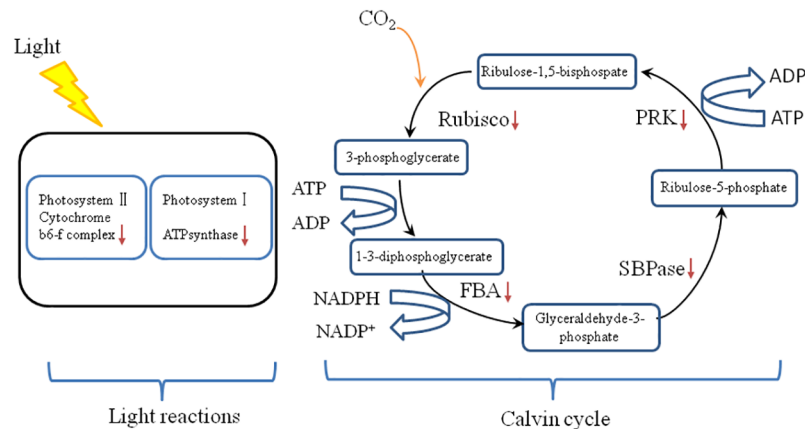 Light
Photosystem Ⅱ
Cytochrome
b6-f complex
Photosystem Ⅰ
ATPsynthase
Light reactions
CO2
Ribulose-1,5-bisphospate
Rubisco
PRK
ADP
ATP
3-phosphoglycerate
Ribulose-5-phosphate
ATP
ADP
1-3-diphosphoglycerate
SBPase
FBA
NADPH
NADP+
Glyceraldehyde-3-
phosphate
Calvin cycle